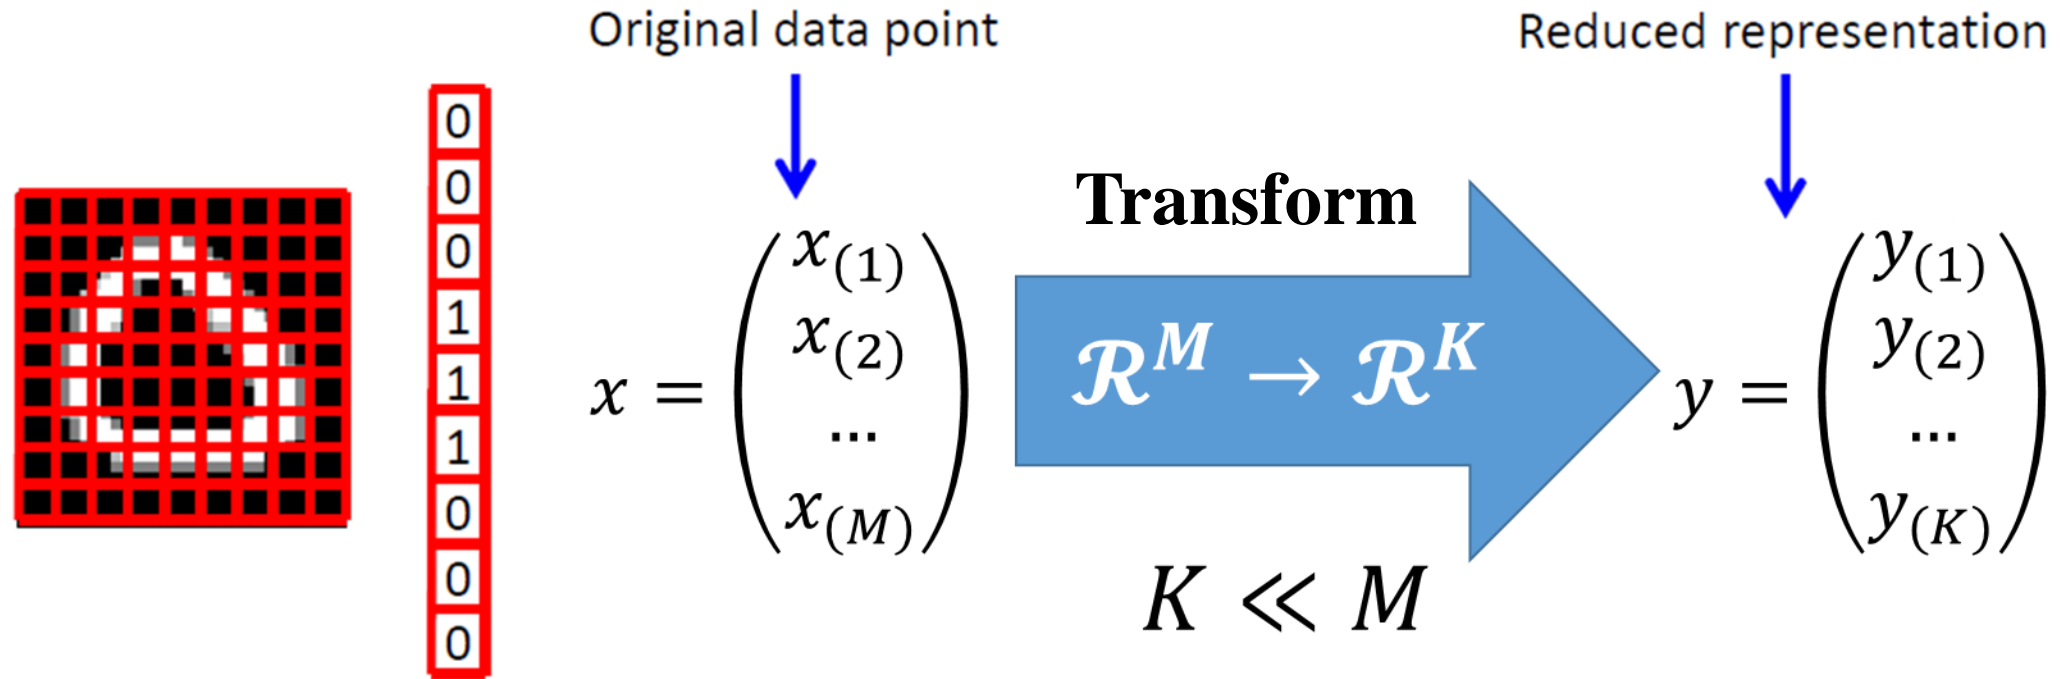 Original data point
Reduced representation
0
0
0
1
1
1
0
0
0
x =
x(1)
x(2)
...
x(M)
Transform
ℛ^M → ℛ^K
K ≪ M
y =
y(1)
y(2)
...
y(K)